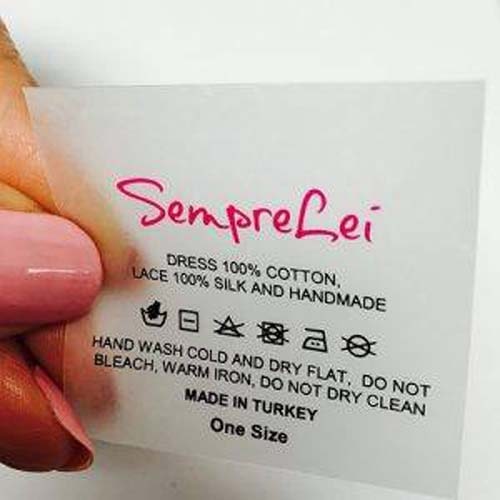 SempreLei
DRESS 100% COTTON,
LACE 100% SILK AND HANDMADE
HAND WASH COLD AND DRY FLAT, DO NOT
BLEACH, WARM IRON, DO NOT DRY CLEAN
MADE IN TURKEY
One Size